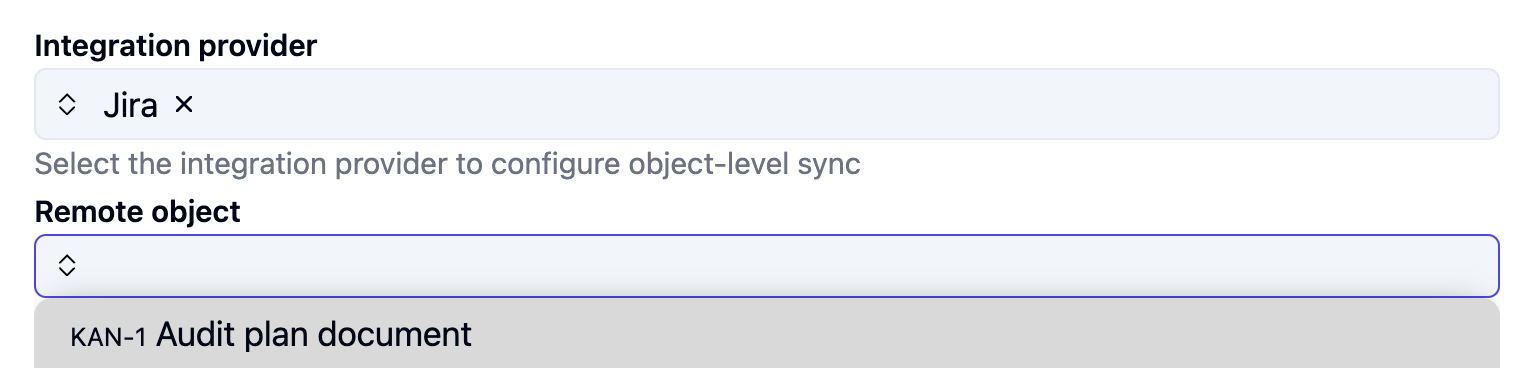 Integration provider
Jira ×
Select the integration provider to configure object-level sync
Remote object
KAN-1 Audit plan document